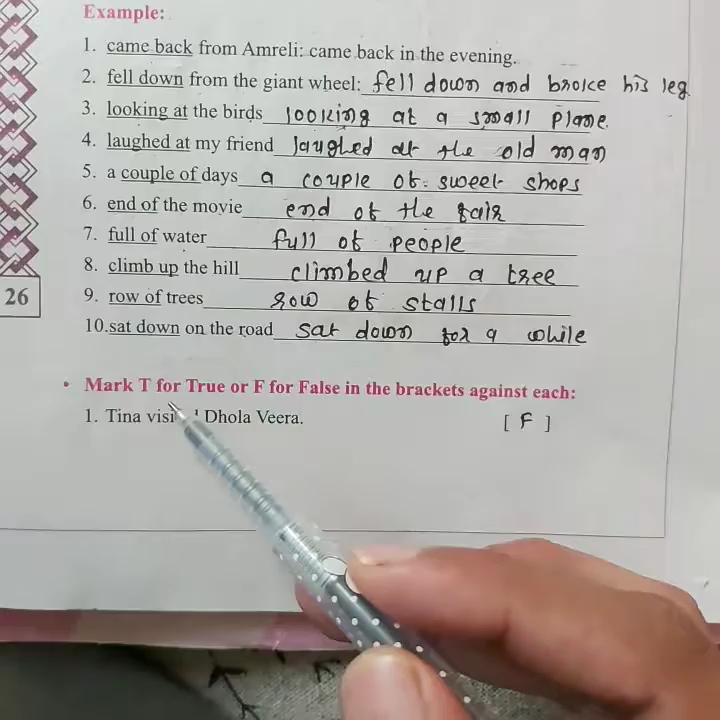 Example:
1. came back from Amreli: came back in the evening.
2. fell down from the giant wheel: fell down and broke his leg.
3. looking at the birds looking at a small plane.
4. laughed at my friend laughed at the old man
5. a couple of days a couple of sweet shops
6. end of the movie end of the fair
7. full of water full of people
8. climb up the hill climbed up a tree
26
9. row of trees row of stalls
10.sat down on the road sat down for a while
• Mark T for True or F for False in the brackets against each:
1. Tina Dhola Veera. [ F ]